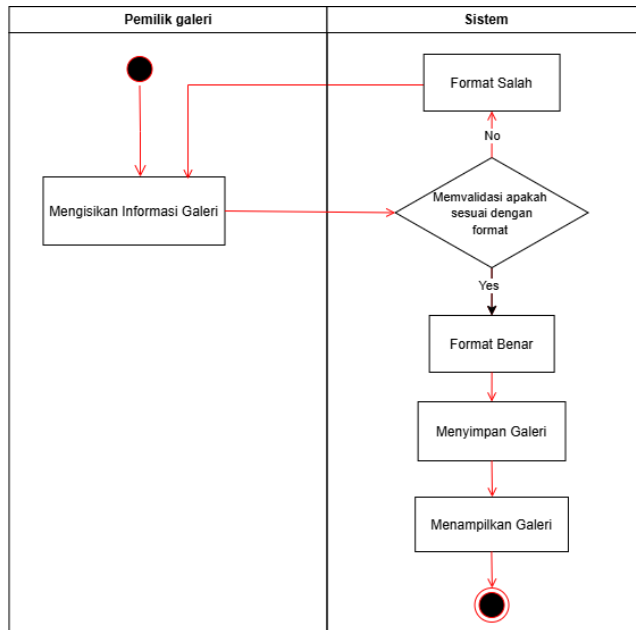 Pemilik galeri
Sistem
Format Salah
No
Mengisikan Informasi Galeri
Memvalidasi apakah
sesuai dengan
format
Yes
Format Benar
Menyimpan Galeri
Menampilkan Galeri